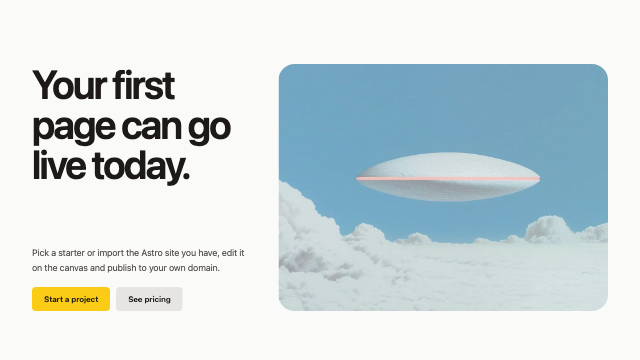 Your first
page can go
live today.
Pick a starter or import the Astro site you have, edit it
on the canvas and publish to your own domain.
Start a project
See pricing